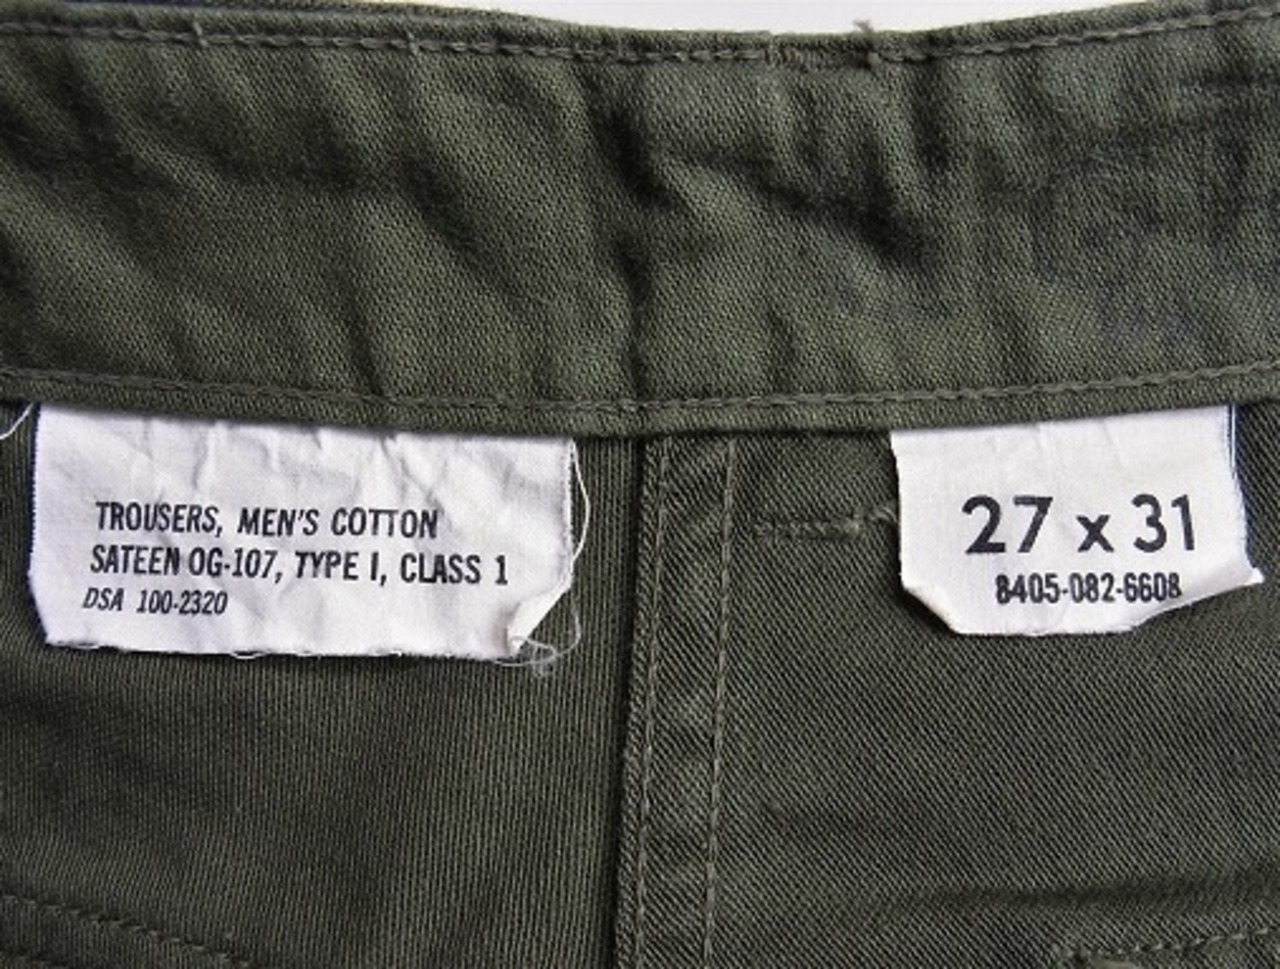 TROUSERS, MEN'S COTTON
SATEEN OG-107, TYPE I, CLASS 1
DSA 100-2320
27 x 31
8405-082-6608